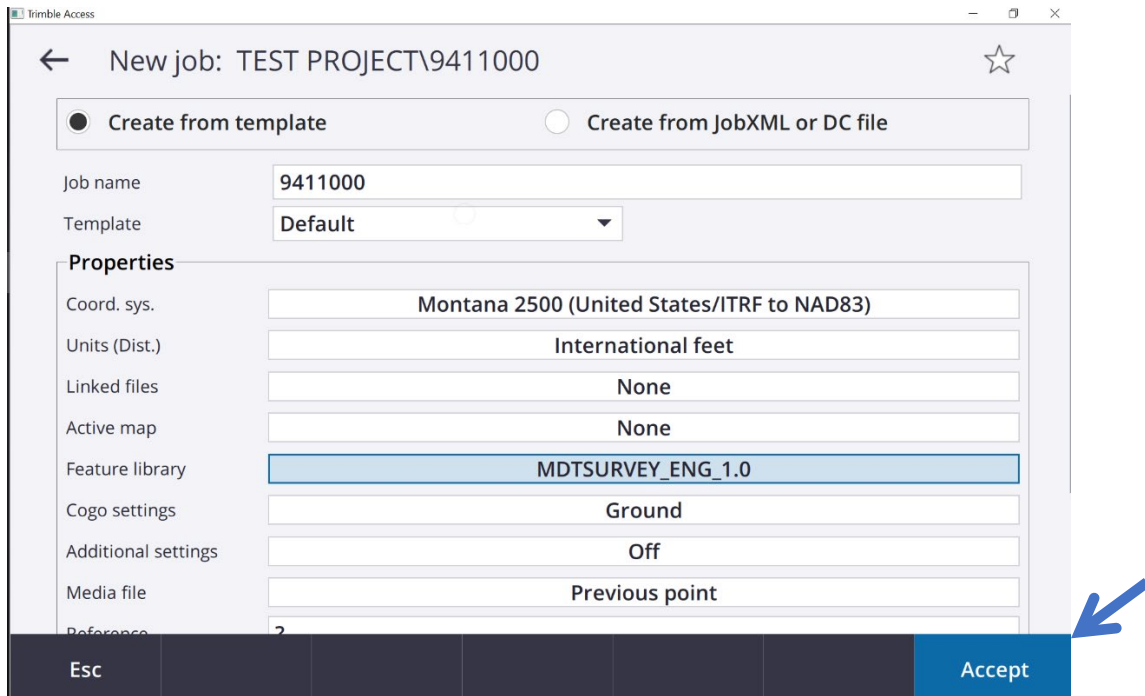 Trimble Access
New job: TEST PROJECT\9411000
Create from template Create from JobXML or DC file
Job name 9411000
Template Default
Properties
Coord. sys. Montana 2500 (United States/ITRF to NAD83)
Units (Dist.) International feet
Linked files None
Active map None
Feature library MDTSURVEY_ENG_1.0
Cogo settings Ground
Additional settings Off
Media file Previous point
Reference ?
Esc Accept